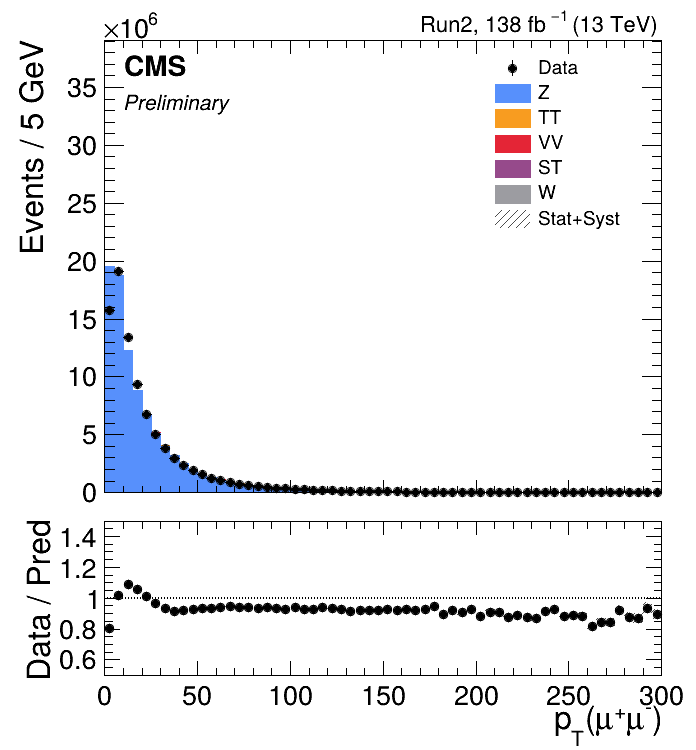 ×10⁶
Run2, 138 fb⁻¹ (13 TeV)
CMS
Preliminary
Data
Z
TT
VV
ST
W
Stat+Syst
Events / 5 GeV
35
30
25
20
15
10
5
0
Data / Pred
1.4
1.2
1
0.8
0.6
0 50 100 150 200 250 300
p_T(μ⁺μ⁻)